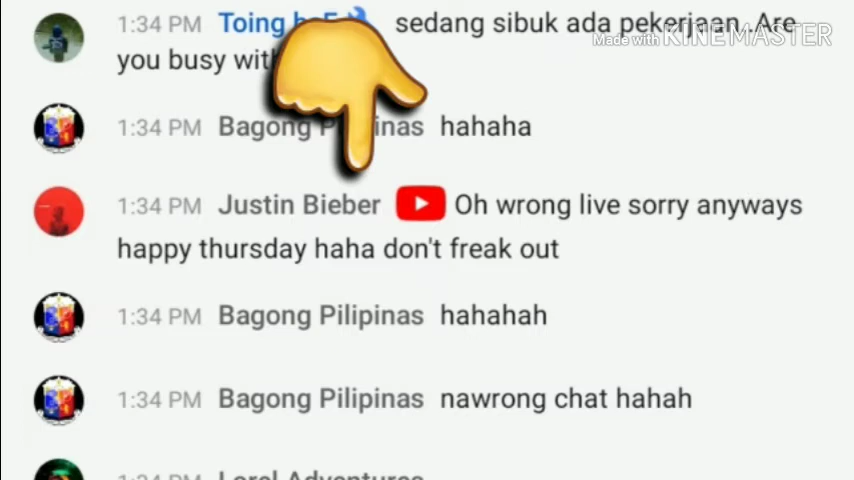 1:34 PM Toing sedang sibuk ada pekerjaan..Are
Made with KINEMASTER
you busy
1:34 PM Bagong Pilipinas hahaha
1:34 PM Justin Bieber Oh wrong live sorry anyways
happy thursday haha don't freak out
1:34 PM Bagong Pilipinas hahahah
1:34 PM Bagong Pilipinas nawrong chat hahah
1:34 PM Loral Adventures